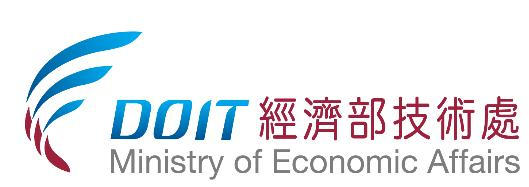 DOIT 經濟部技術處
Ministry of Economic Affairs